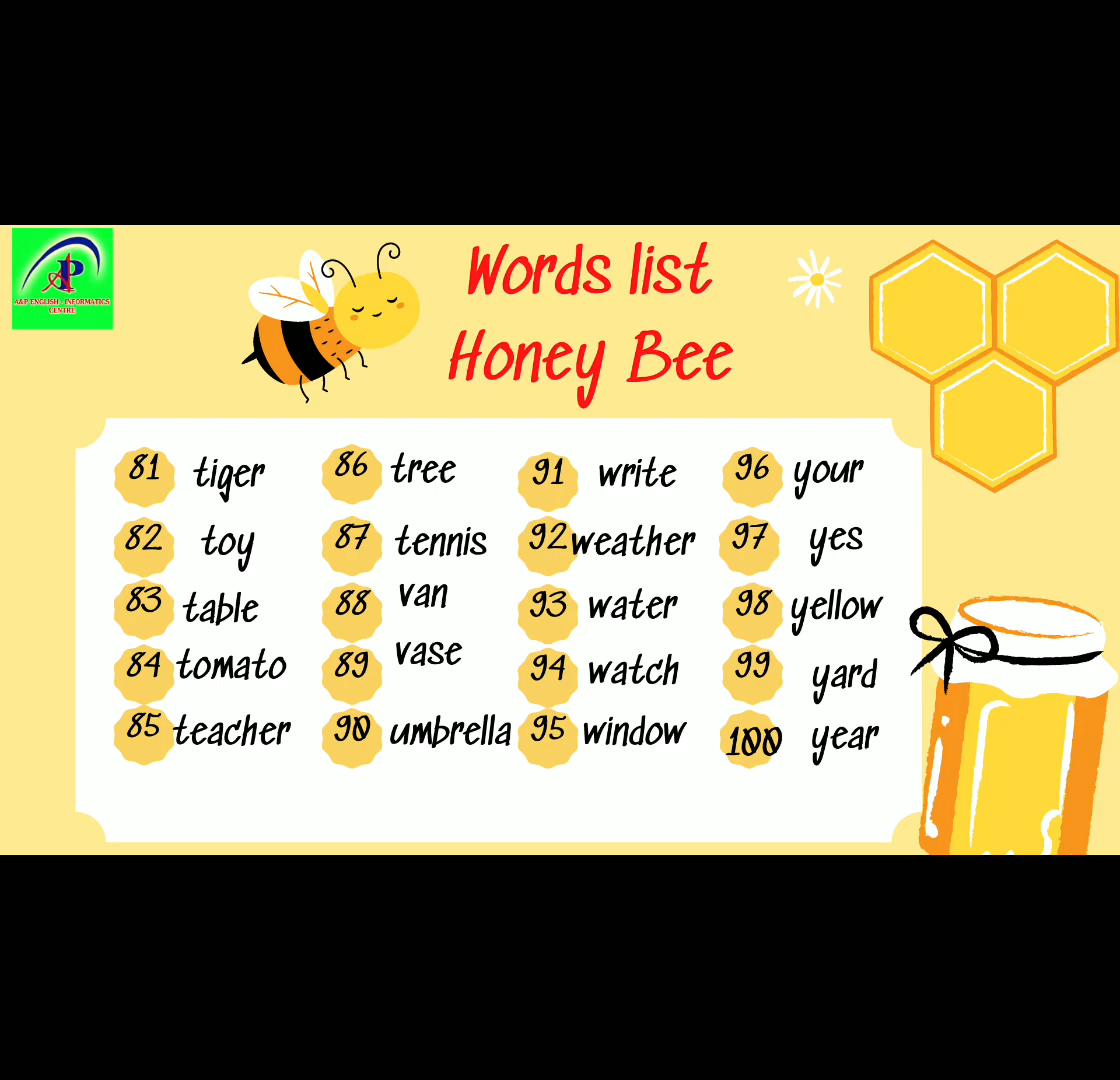 A&P ENGLISH - INFORMATICS
CENTRE
Words list
Honey Bee
81 tiger
82 toy
83 table
84 tomato
85 teacher
86 tree
87 tennis
88 van
89 vase
90 umbrella
91 write
92 weather
93 water
94 watch
95 window
96 your
97 yes
98 yellow
99 yard
100 year